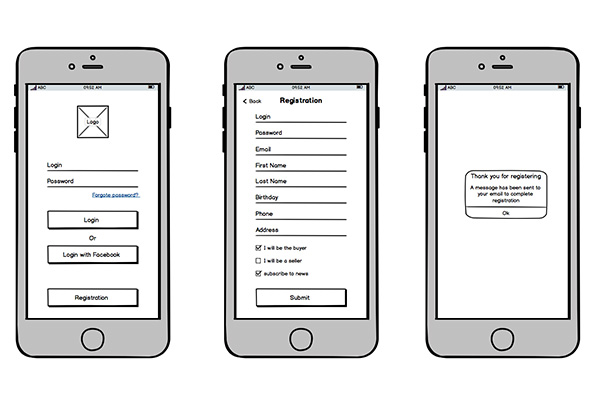 ABC 09:52 AM
Logo
Login
Password
Forgote password?
Login
Or
Login with Facebook
Registration
ABC 09:52 AM
Back Registration
Login
Password
Email
First Name
Last Name
Birthday
Phone
Address
I will be the buyer
I will be a seller
subscribe to news
Submit
ABC 09:52 AM
Thank you for registering
A message has been sent to
your email to complete
registration
Ok